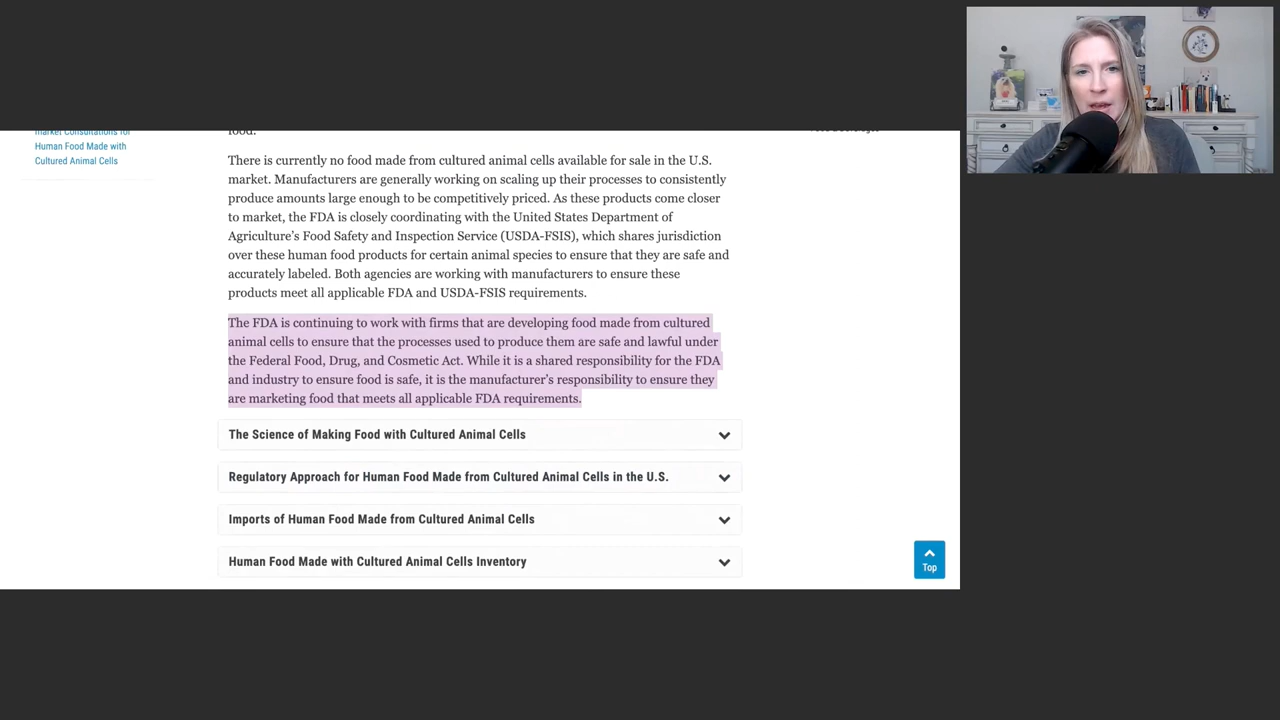 market Consultations for
Human Food Made with
Cultured Animal Cells
food.
There is currently no food made from cultured animal cells available for sale in the U.S.
market. Manufacturers are generally working on scaling up their processes to consistently
produce amounts large enough to be competitively priced. As these products come closer
to market, the FDA is closely coordinating with the United States Department of
Agriculture’s Food Safety and Inspection Service (USDA-FSIS), which shares jurisdiction
over these human food products for certain animal species to ensure that they are safe and
accurately labeled. Both agencies are working with manufacturers to ensure these
products meet all applicable FDA and USDA-FSIS requirements.
The FDA is continuing to work with firms that are developing food made from cultured
animal cells to ensure that the processes used to produce them are safe and lawful under
the Federal Food, Drug, and Cosmetic Act. While it is a shared responsibility for the FDA
and industry to ensure food is safe, it is the manufacturer’s responsibility to ensure they
are marketing food that meets all applicable FDA requirements.
The Science of Making Food with Cultured Animal Cells
Regulatory Approach for Human Food Made from Cultured Animal Cells in the U.S.
Imports of Human Food Made from Cultured Animal Cells
Human Food Made with Cultured Animal Cells Inventory
Top